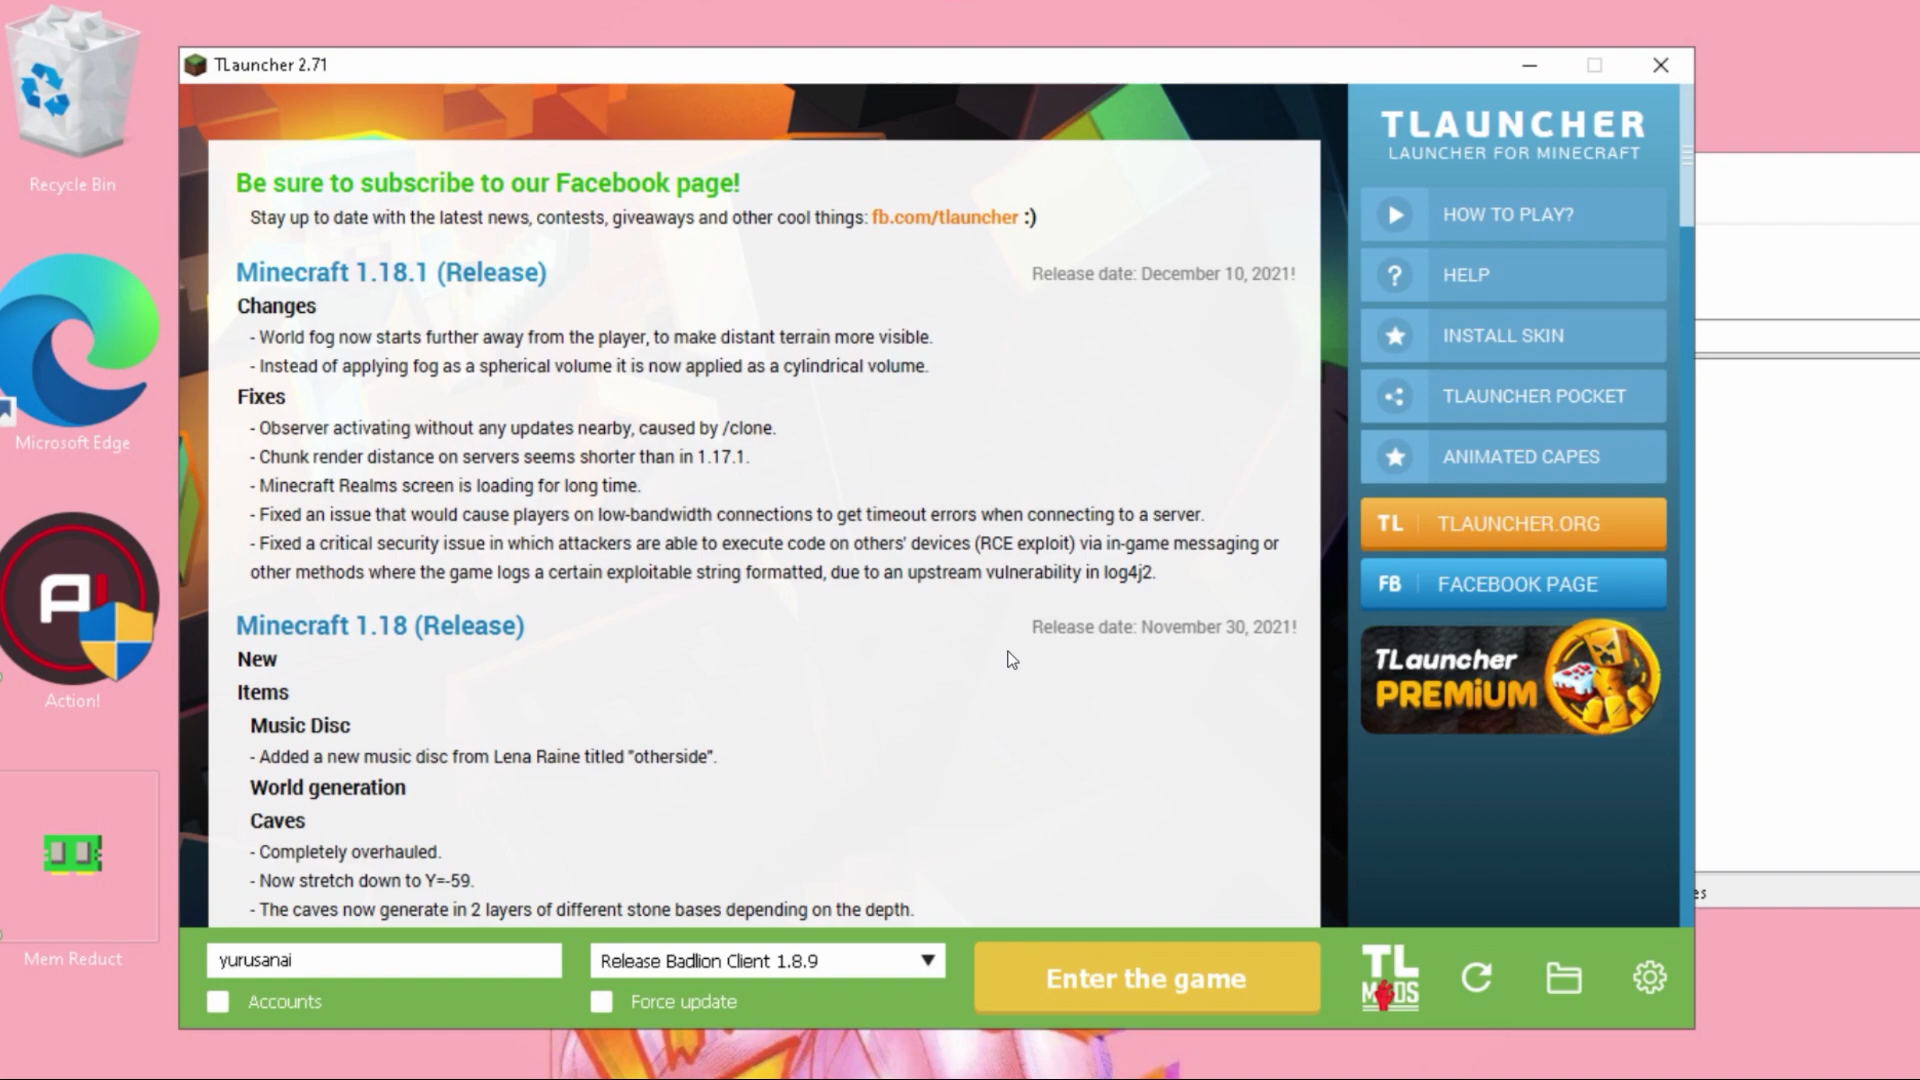 Recycle Bin
Microsoft Edge
Action!
Mem Reduct
TLauncher 2.71
Be sure to subscribe to our Facebook page!
Stay up to date with the latest news, contests, giveaways and other cool things: fb.com/tlauncher :)
Minecraft 1.18.1 (Release)
Release date: December 10, 2021!
Changes
- World fog now starts further away from the player, to make distant terrain more visible.
- Instead of applying fog as a spherical volume it is now applied as a cylindrical volume.
Fixes
- Observer activating without any updates nearby, caused by /clone.
- Chunk render distance on servers seems shorter than in 1.17.1.
- Minecraft Realms screen is loading for long time.
- Fixed an issue that would cause players on low-bandwidth connections to get timeout errors when connecting to a server.
- Fixed a critical security issue in which attackers are able to execute code on others' devices (RCE exploit) via in-game messaging or
other methods where the game logs a certain exploitable string formatted, due to an upstream vulnerability in log4j2.
Minecraft 1.18 (Release)
Release date: November 30, 2021!
New
Items
Music Disc
- Added a new music disc from Lena Raine titled "otherside".
World generation
Caves
- Completely overhauled.
- Now stretch down to Y=-59.
- The caves now generate in 2 layers of different stone bases depending on the depth.
TLAUNCHER
LAUNCHER FOR MINECRAFT
HOW TO PLAY?
HELP
INSTALL SKIN
TLAUNCHER POCKET
ANIMATED CAPES
TL TLAUNCHER.ORG
FB FACEBOOK PAGE
TLauncher
PREMIUM
es
yurusanai
Release Badlion Client 1.8.9
Accounts
Force update
Enter the game
TL
MODS